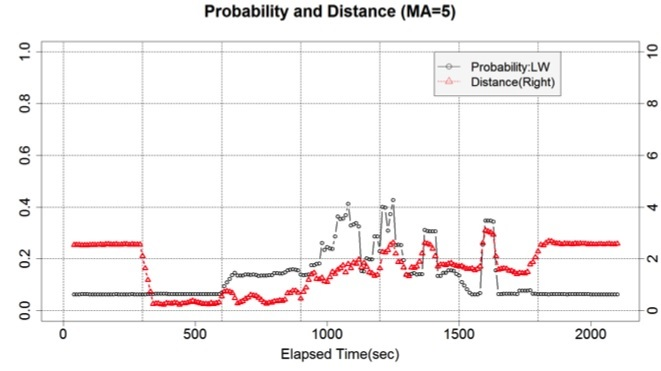 Probability and Distance (MA=5)
Probability:LW
Distance(Right)
1.0
0.8
0.6
0.4
0.2
0.0
10
8
6
4
2
0
0 500 1000 1500 2000
Elapsed Time(sec)